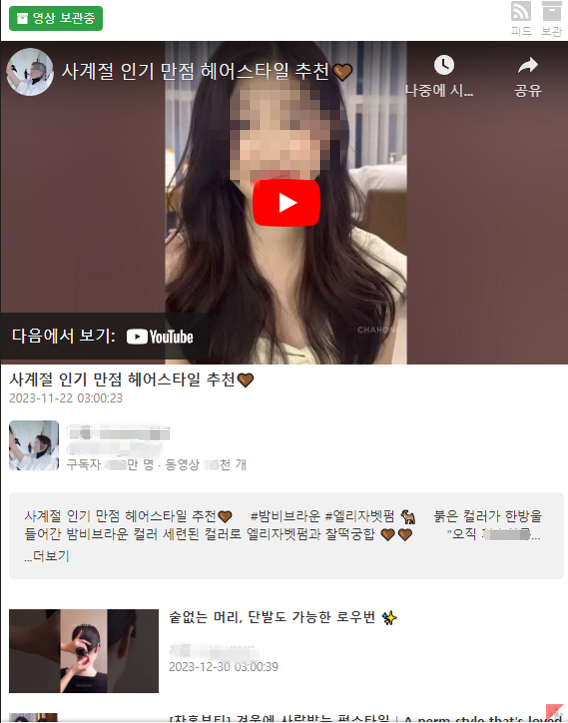 영상 보관중
피드 보관
사계절 인기 만점 헤어스타일 추천🤎
나중에 시... 공유
CHAHONG
다음에서 보기: YouTube
사계절 인기 만점 헤어스타일 추천🤎
2023-11-22 03:00:23
구독자 만 명 · 동영상 천 개
사계절 인기 만점 헤어스타일 추천🤎 #밤비브라운 #엘리자벳펌 🐕‍🦺 붉은 컬러가 한방울
들어간 밤비브라운 컬러 세련된 컬러로 엘리자벳펌과 찰떡궁합 🤎🤎 "오직
...더보기
숱없는 머리, 단발도 가능한 로우번 ✨
2023-12-30 03:00:39
[차홍뷰티] 겨울에 사랑받는 펌스타일 | A perm style that's loved